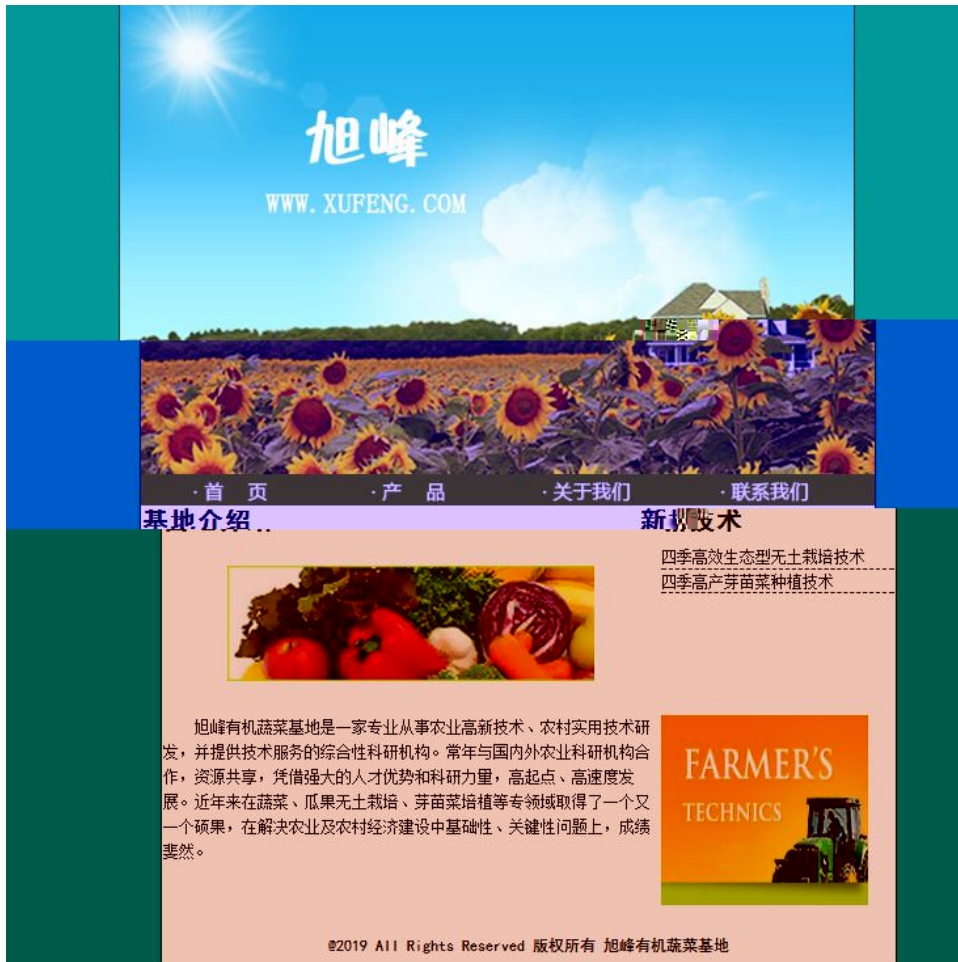 旭峰
WWW. XUFENG. COM
·首 页 ·产 品 ·关于我们 ·联系我们
基地介绍
技术
四季高效生态型无土栽培技术
四季高产芽苗菜种植技术
旭峰有机蔬菜基地是一家专业从事农业高新技术、农村实用技术研
发，并提供技术服务的综合性科研机构。常年与国内外农业科研机构合
作，资源共享，凭借强大的人才优势和科研力量，高起点、高速度发
展。近年来在蔬菜、瓜果无土栽培、芽苗菜培植等专领域取得了一个又
一个硕果，在解决农业及农村经济建设中基础性、关键性问题上，成绩
斐然。
FARMER'S
TECHNICS
©2019 All Rights Reserved 版权所有 旭峰有机蔬菜基地